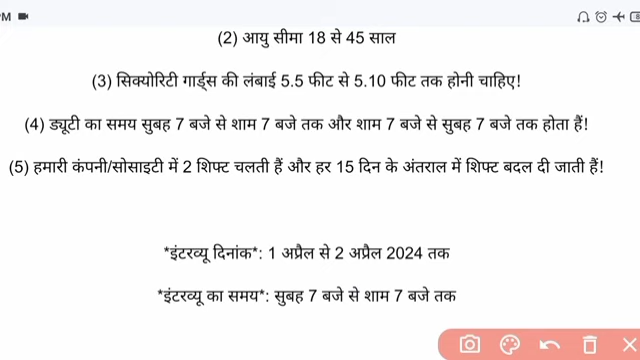 PM
(2) आयु सीमा 18 से 45 साल
(3) सिक्योरिटी गार्ड्स की लंबाई 5.5 फीट से 5.10 फीट तक होनी चाहिए!
(4) ड्यूटी का समय सुबह 7 बजे से शाम 7 बजे तक और शाम 7 बजे से सुबह 7 बजे तक होता हैं!
(5) हमारी कंपनी/सोसाइटी में 2 शिफ्ट चलती हैं और हर 15 दिन के अंतराल में शिफ्ट बदल दी जाती हैं!
*इंटरव्यू दिनांक*: 1 अप्रैल से 2 अप्रैल 2024 तक
*इंटरव्यू का समय*: सुबह 7 बजे से शाम 7 बजे तक